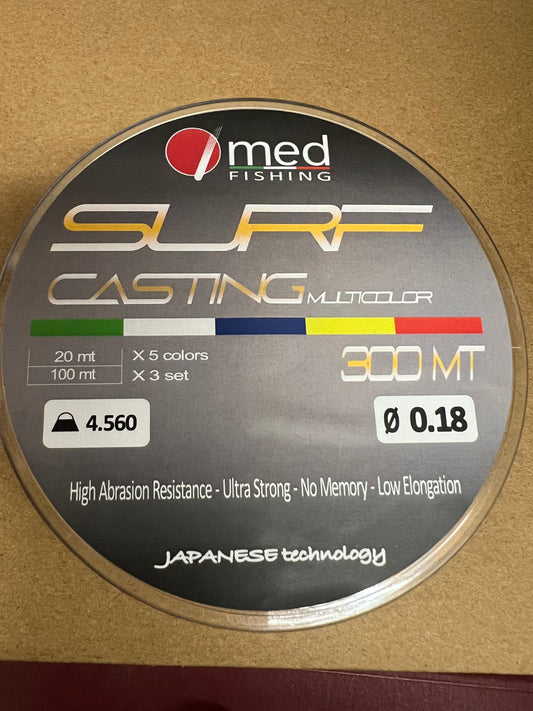 med
FISHING
SURF
CASTING MULTICOLOR
20 mt X 5 colors
100 mt X 3 set
300 MT
4.560
Ø 0.18
High Abrasion Resistance - Ultra Strong - No Memory - Low Elongation
JAPANESE technology